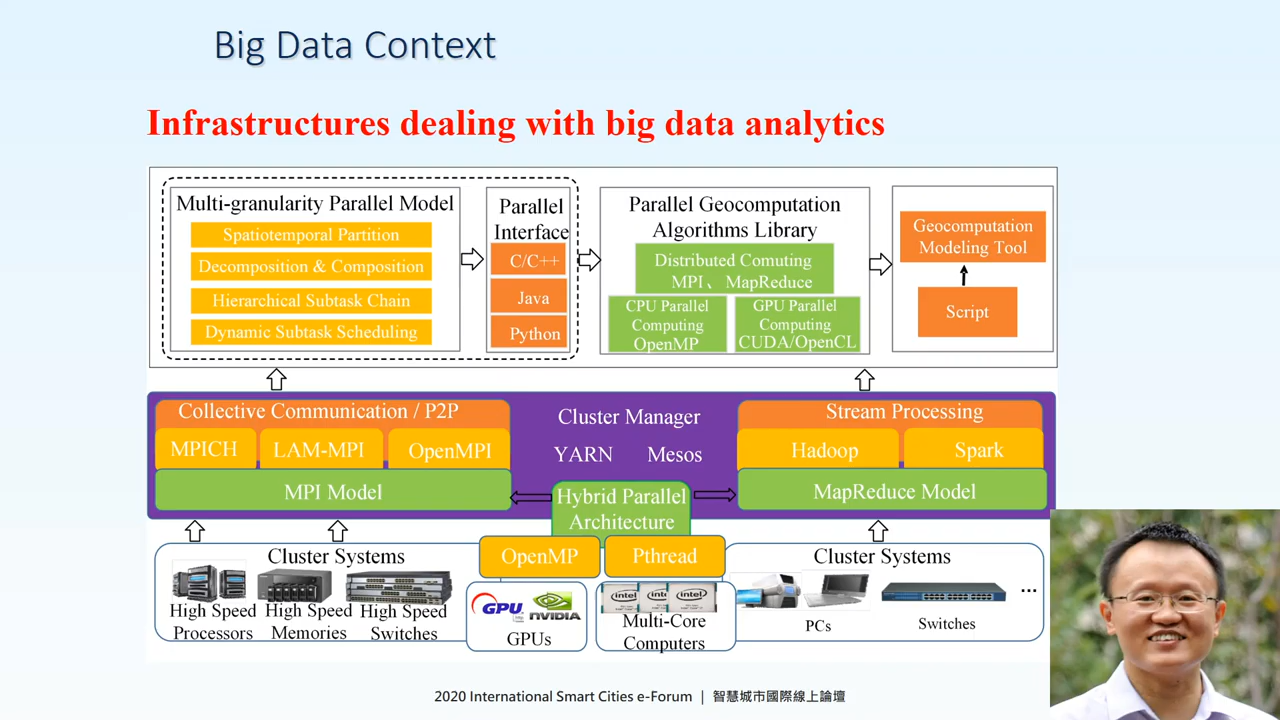 Big Data Context
Infrastructures dealing with big data analytics
Multi-granularity Parallel Model
Spatiotemporal Partition
Decomposition & Composition
Hierarchical Subtask Chain
Dynamic Subtask Scheduling
Parallel
Interface
C/C++
Java
Python
Parallel Geocomputation
Algorithms Library
Distributed Comuting
MPI、MapReduce
CPU Parallel
Computing
OpenMP
GPU Parallel
Computing
CUDA/OpenCL
Geocomputation
Modeling Tool
Script
Collective Communication / P2P
MPICH
LAM-MPI
OpenMPI
MPI Model
Cluster Manager
YARN Mesos
Hybrid Parallel
Architecture
Stream Processing
Hadoop
Spark
MapReduce Model
Cluster Systems
High Speed
Processors
High Speed
Memories
High Speed
Switches
OpenMP
Pthread
GPU
NVIDIA
GPUs
intel
intel
intel
Multi-Core
Computers
Cluster Systems
PCs
Switches
...
2020 International Smart Cities e-Forum | 智慧城市國際線上論壇